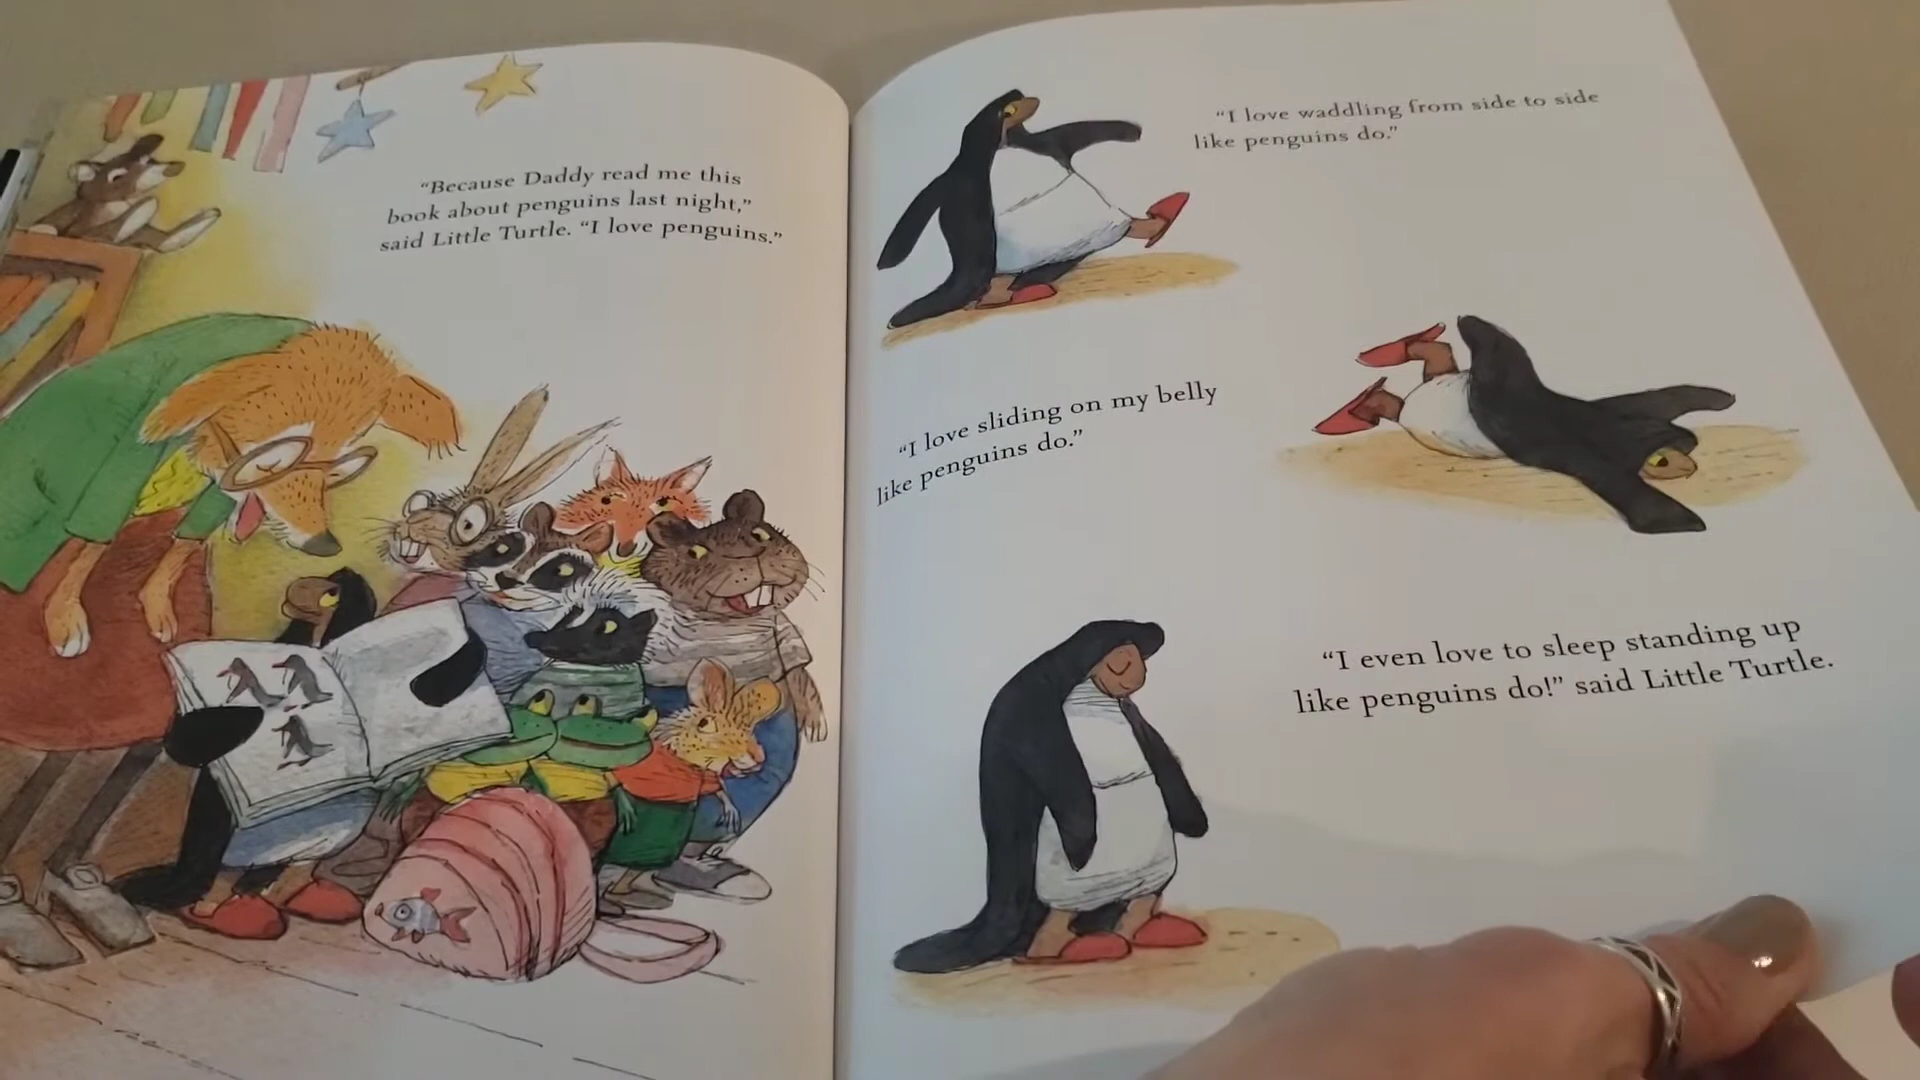 “Because Daddy read me this
book about penguins last night,”
said Little Turtle. “I love penguins.”
“I love waddling from side to side
like penguins do.”
“I love sliding on my belly
like penguins do.”
“I even love to sleep standing up
like penguins do!” said Little Turtle.